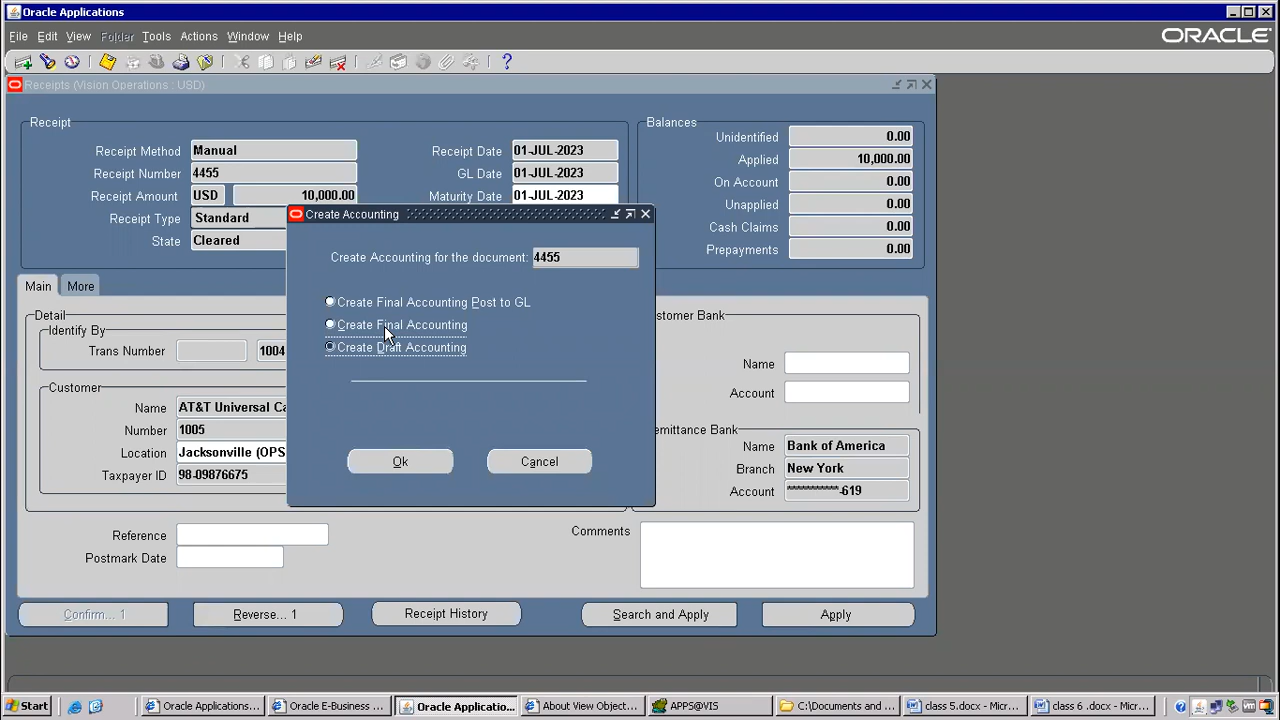 Oracle Applications
File Edit View Folder Tools Actions Window Help
ORACLE
Receipts (Vision Operations : USD)
Receipt
Receipt Method Manual
Receipt Number 4455
Receipt Amount USD 10,000.00
Receipt Type Standard
State Cleared
Receipt Date 01-JUL-2023
GL Date 01-JUL-2023
Maturity Date 01-JUL-2023
Balances
Unidentified 0.00
Applied 10,000.00
On Account 0.00
Unapplied 0.00
Cash Claims 0.00
Prepayments 0.00
Create Accounting
Create Accounting for the document: 4455
Create Final Accounting Post to GL
Create Final Accounting
Create Draft Accounting
Ok Cancel
Main More
Detail
Identify By
Trans Number 1004
Customer
Name AT&T Universal Ca
Number 1005
Location Jacksonville (OPS
Taxpayer ID 98-09876675
stomer Bank
Name
Account
emittance Bank
Name Bank of America
Branch New York
Account ***********-619
Reference
Postmark Date
Comments
Confirm... 1 Reverse... 1 Receipt History Search and Apply Apply
Start Oracle Applications... Oracle E-Business ... Oracle Applicatio... About View Object... APPS@VIS C:\Documents and ... class 5.docx - Micr... class 6 .docx - Micr...